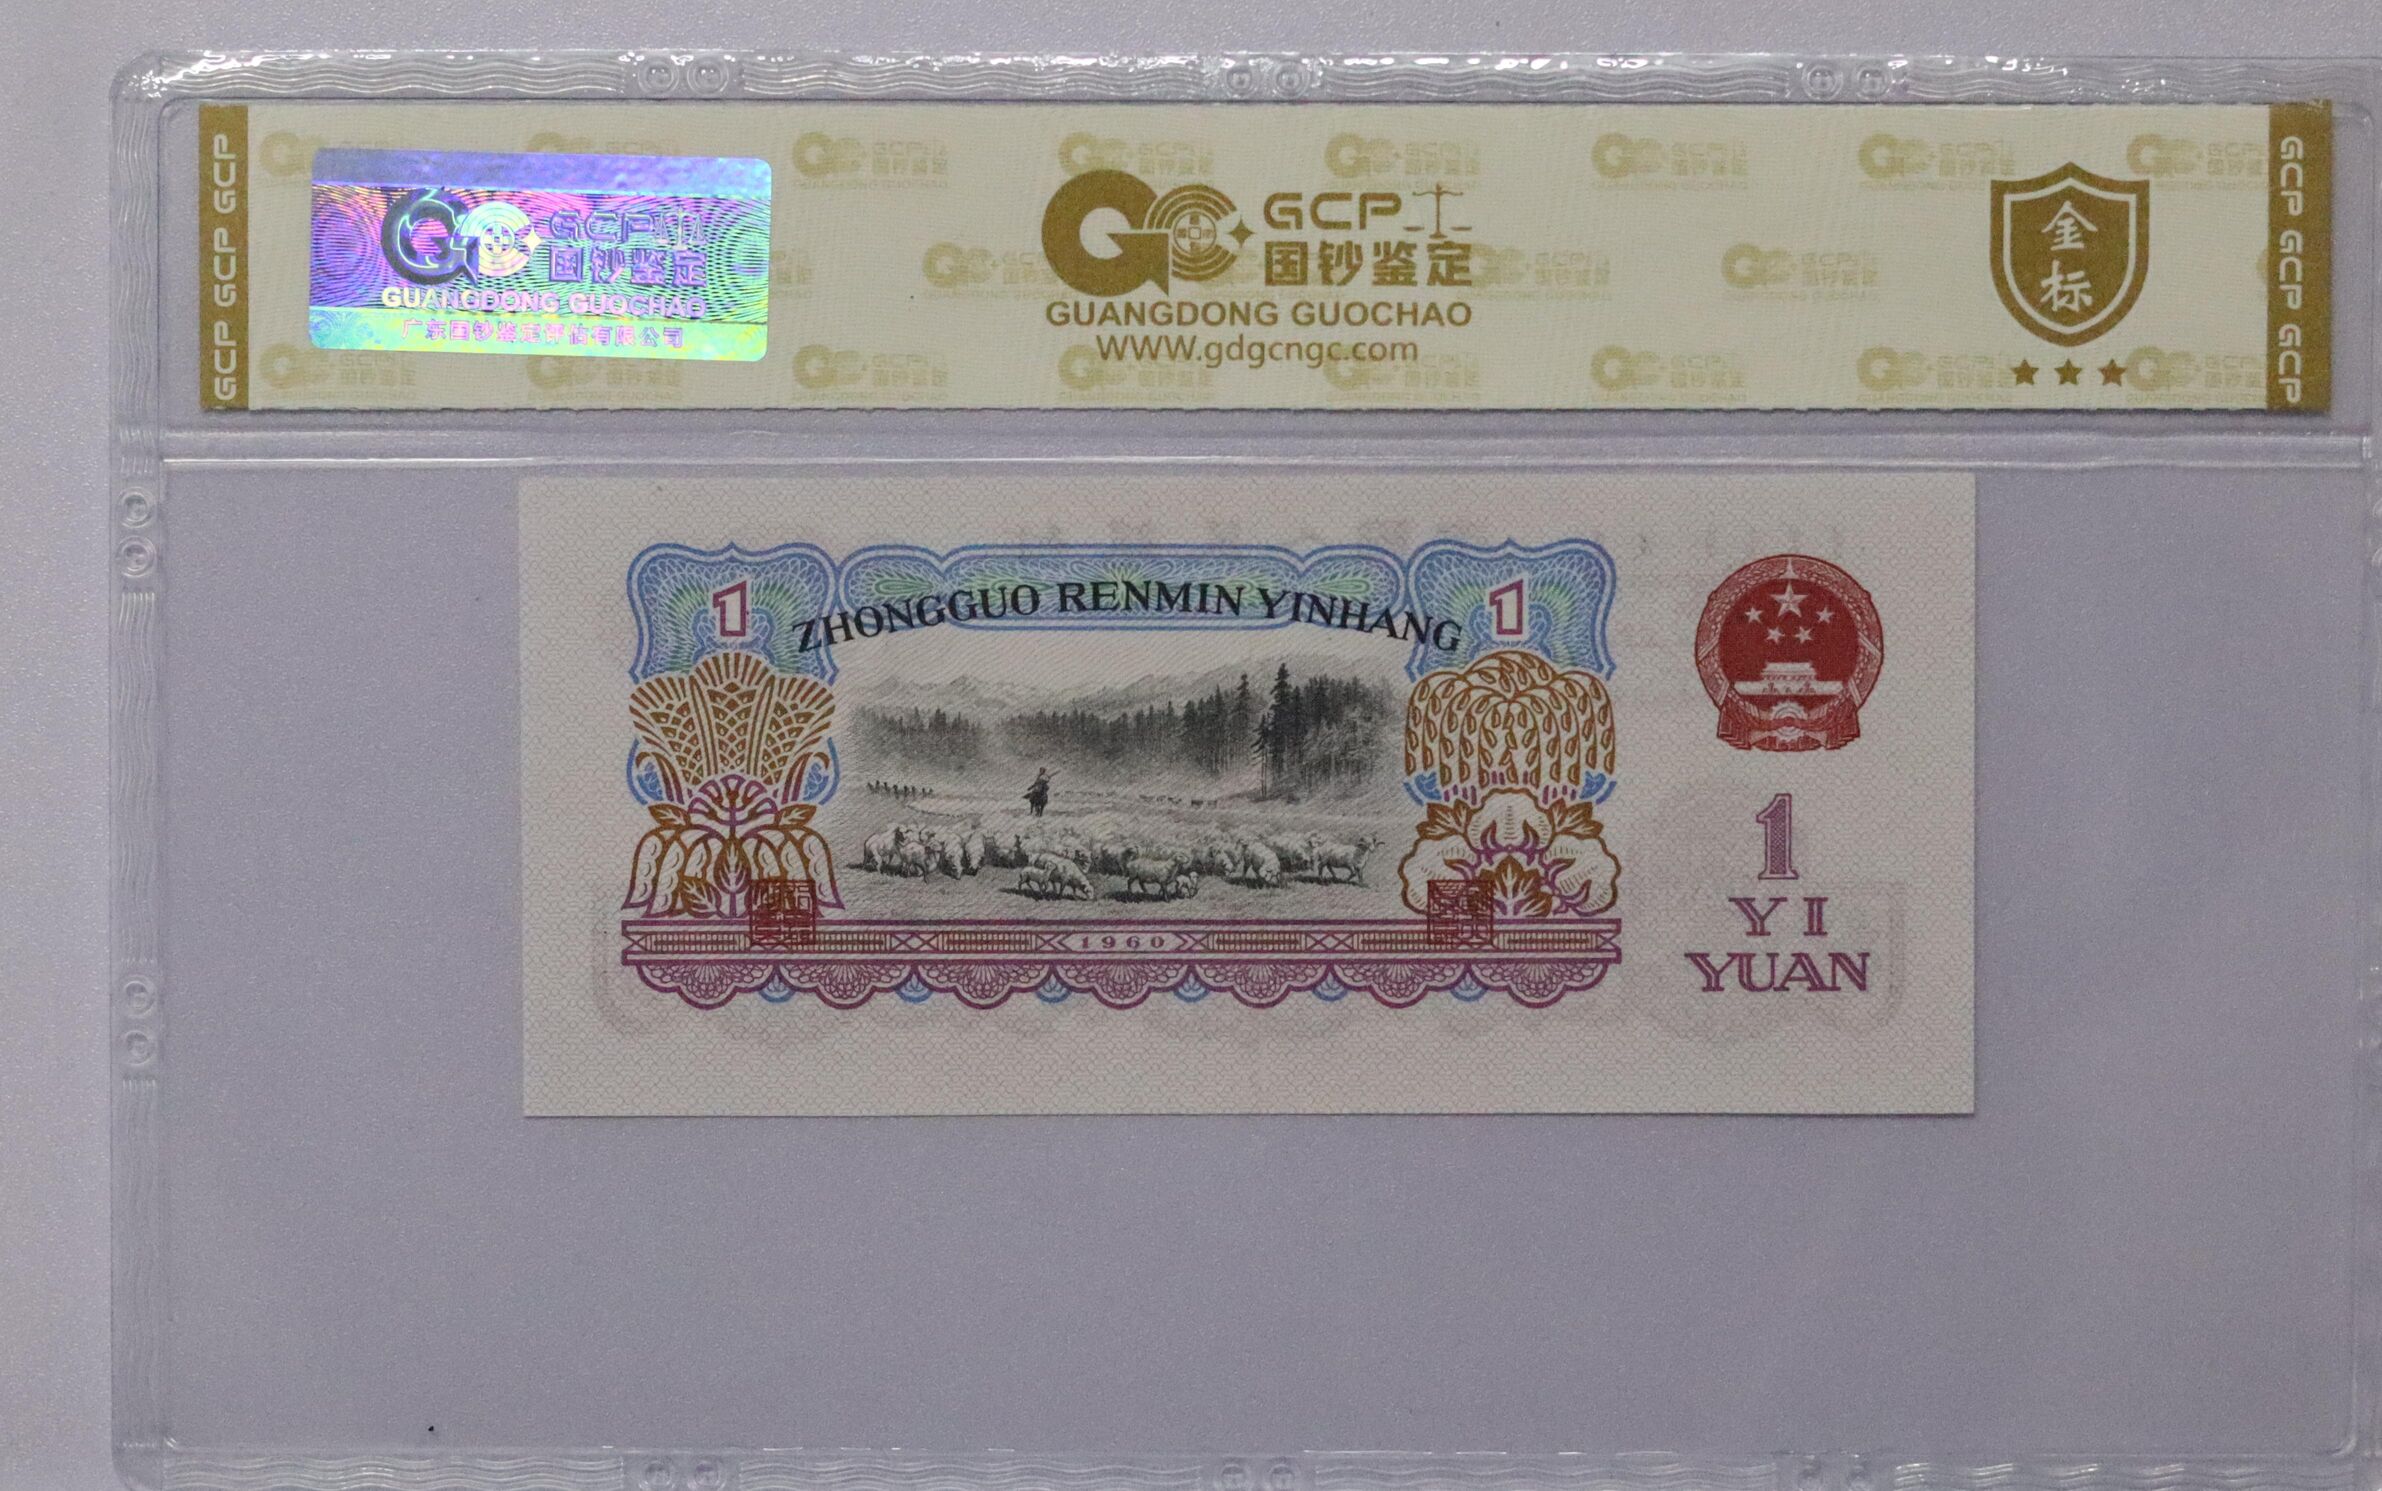 GCP GCP GCP
GCP
国钞鉴定
GUANGDONG GUOCHAO
广东国钞鉴定评估有限公司
GCP
国钞鉴定
GUANGDONG GUOCHAO
WWW.gdgcngc.com
金
标
GCP GCP GCP
1
ZHONGGUO RENMIN YINHANG
1
1960
1
YI
YUAN